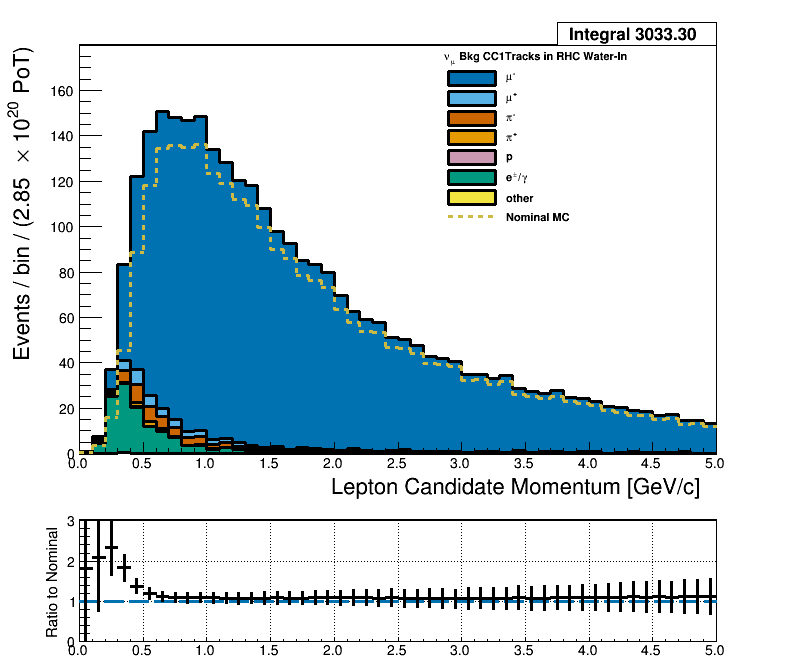 Integral 3033.30
ν_μ Bkg CC1Tracks in RHC Water-In
μ⁻
μ⁺
π⁻
π⁺
p
e^±/γ
other
Nominal MC
Events / bin / (2.85 × 10²⁰ PoT)
160
140
120
100
80
60
40
20
0
0.0 0.5 1.0 1.5 2.0 2.5 3.0 3.5 4.0 4.5 5.0
Lepton Candidate Momentum [GeV/c]
Ratio to Nominal
3
2
1
0
0.0 0.5 1.0 1.5 2.0 2.5 3.0 3.5 4.0 4.5 5.0